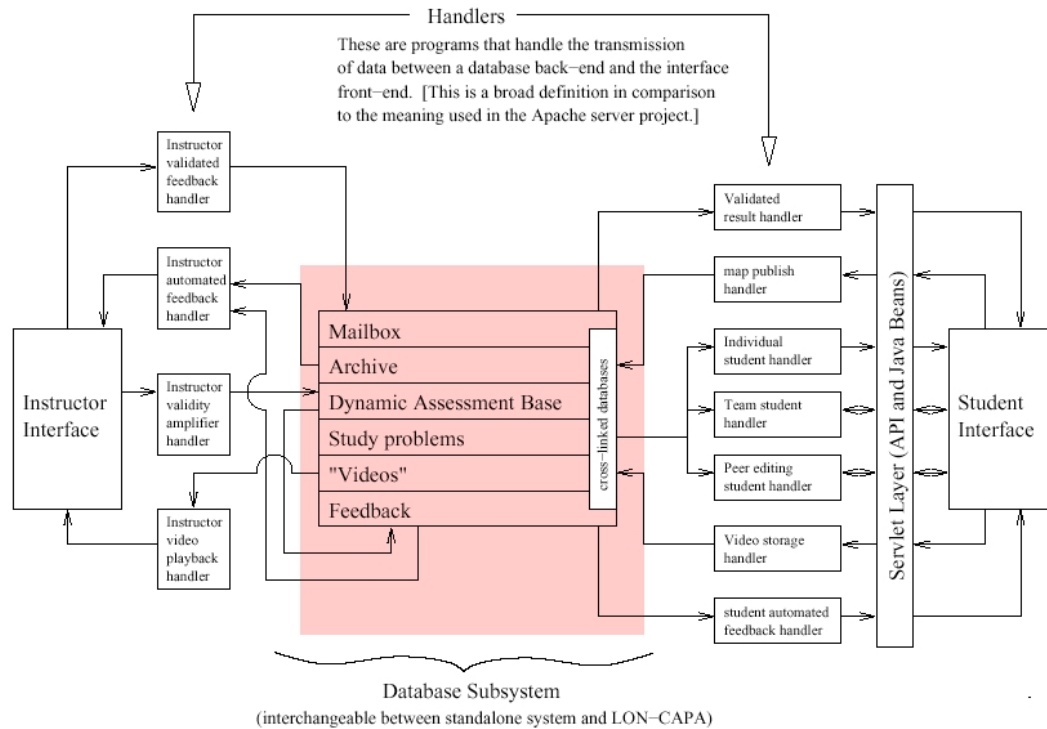 Handlers
These are programs that handle the transmission
of data between a database back−end and the interface
front−end. [This is a broad definition in comparison
to the meaning used in the Apache server project.]
Instructor
validated
feedback
handler
Instructor
automated
feedback
handler
Instructor
Interface
Instructor
validity
amplifier
handler
Instructor
video
playback
handler
Mailbox
Archive
Dynamic Assessment Base
Study problems
"Videos"
Feedback
cross−linked databases
Validated
result handler
map publish
handler
Individual
student handler
Team student
handler
Peer editing
student handler
Video storage
handler
student automated
feedback handler
Servlet Layer (API and Java Beans)
Student
Interface
Database Subsystem
(interchangeable between standalone system and LON−CAPA)